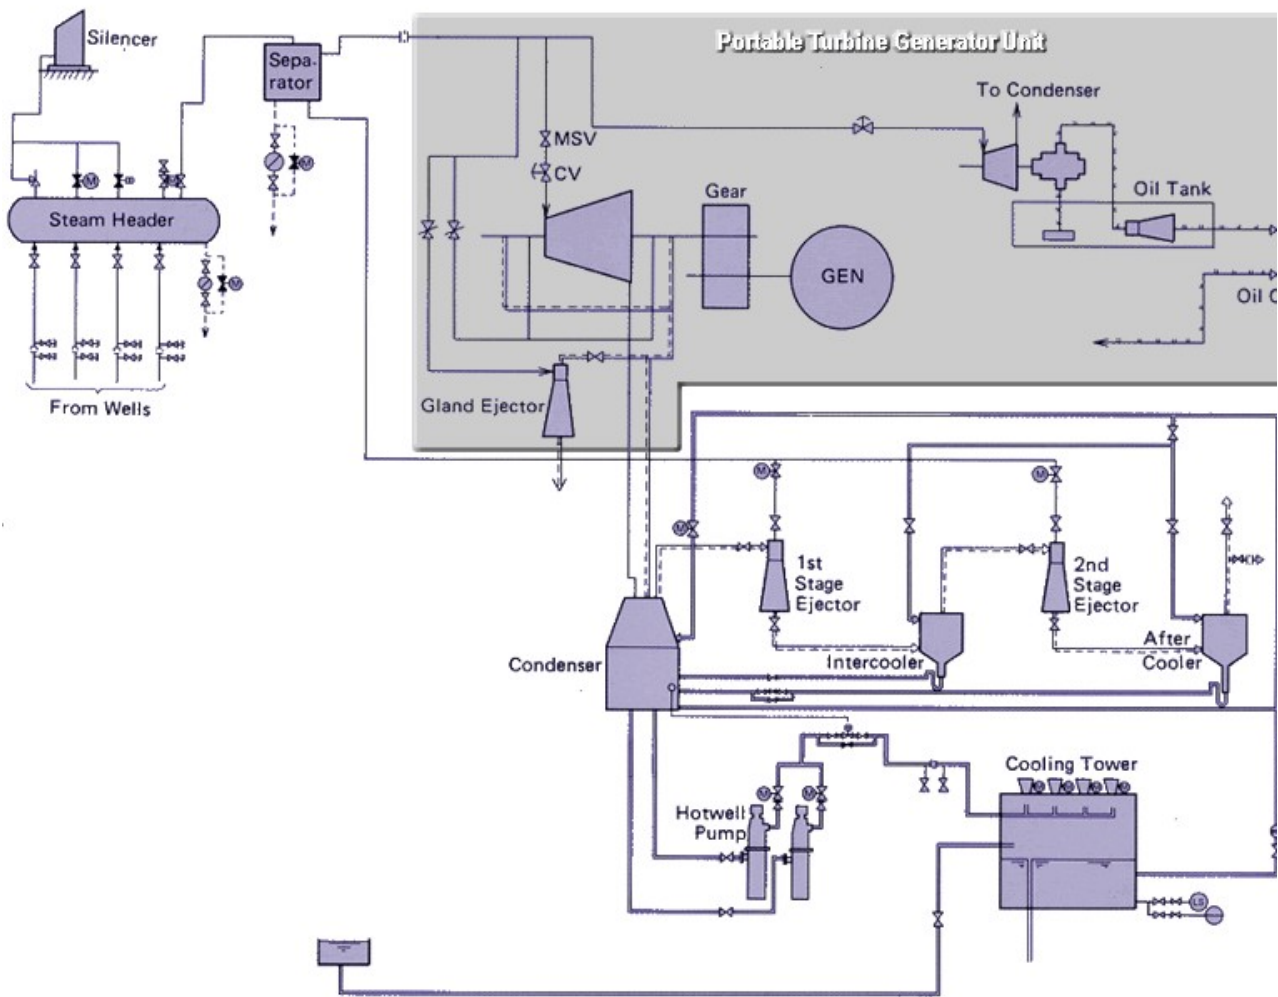 Portable Turbine Generator Unit
Silencer
Sepa-
rator
To Condenser
MSV
CV
Gear
Oil Tank
Steam Header
M
M
M
GEN
Oil C
From Wells
Gland Ejector
M
M
M
1st
Stage
Ejector
2nd
Stage
Ejector
Condenser
Intercooler
After
Cooler
Cooling Tower
M
M
M
M
M
M
Hotwell
Pump
LS